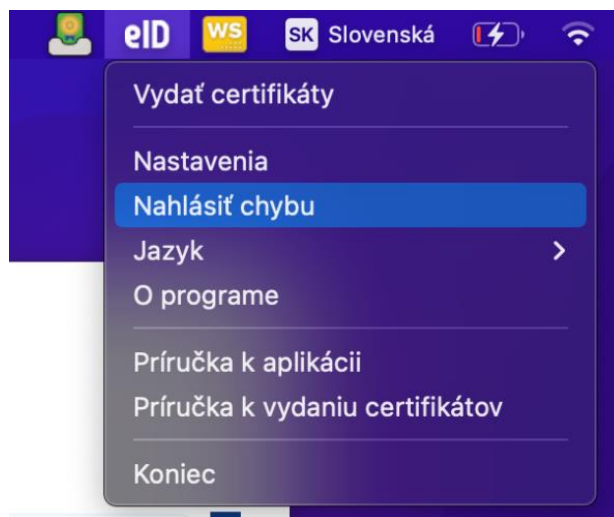 eID WS SK Slovenská
Vydať certifikáty
Nastavenia
Nahlásiť chybu
Jazyk
O programe
Príručka k aplikácii
Príručka k vydaniu certifikátov
Koniec